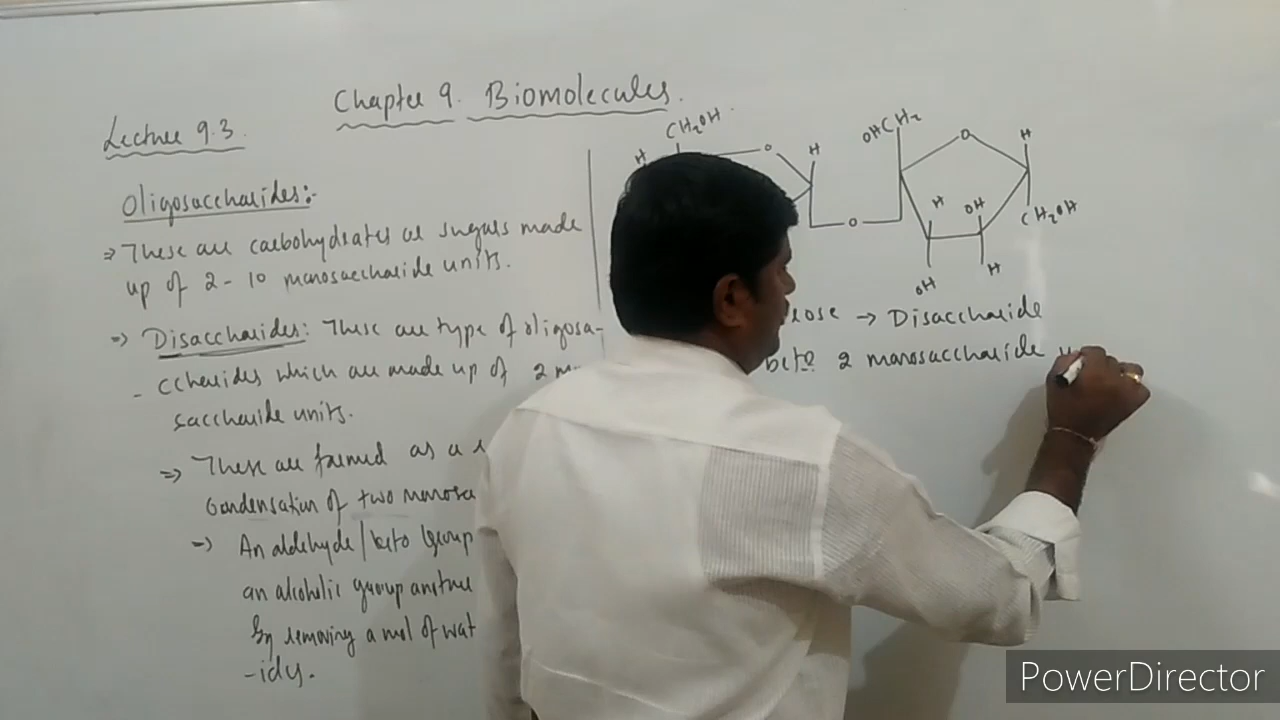 Chapter 9. Biomolecules.
Lecture 9.3.
Oligosaccharides:-
⇒ These are carbohydrates or sugars made
up of 2 - 10 monosaccharide units.
⇒ Disaccharides: These are type of oligosa-
- ccharides which are made up of 2 m
saccharide units.
⇒ These are formed as a
Condensation of two monosa
⇒ An aldehyde/keto Group
an alcoholic group another
by removing a mol of wat
-idy.
CH2OH
H
O
H
O
OHCH2
O
H
H
OH
CH2OH
OH
H
rose → Disaccharide
bet? 2 monosaccharide
PowerDirector